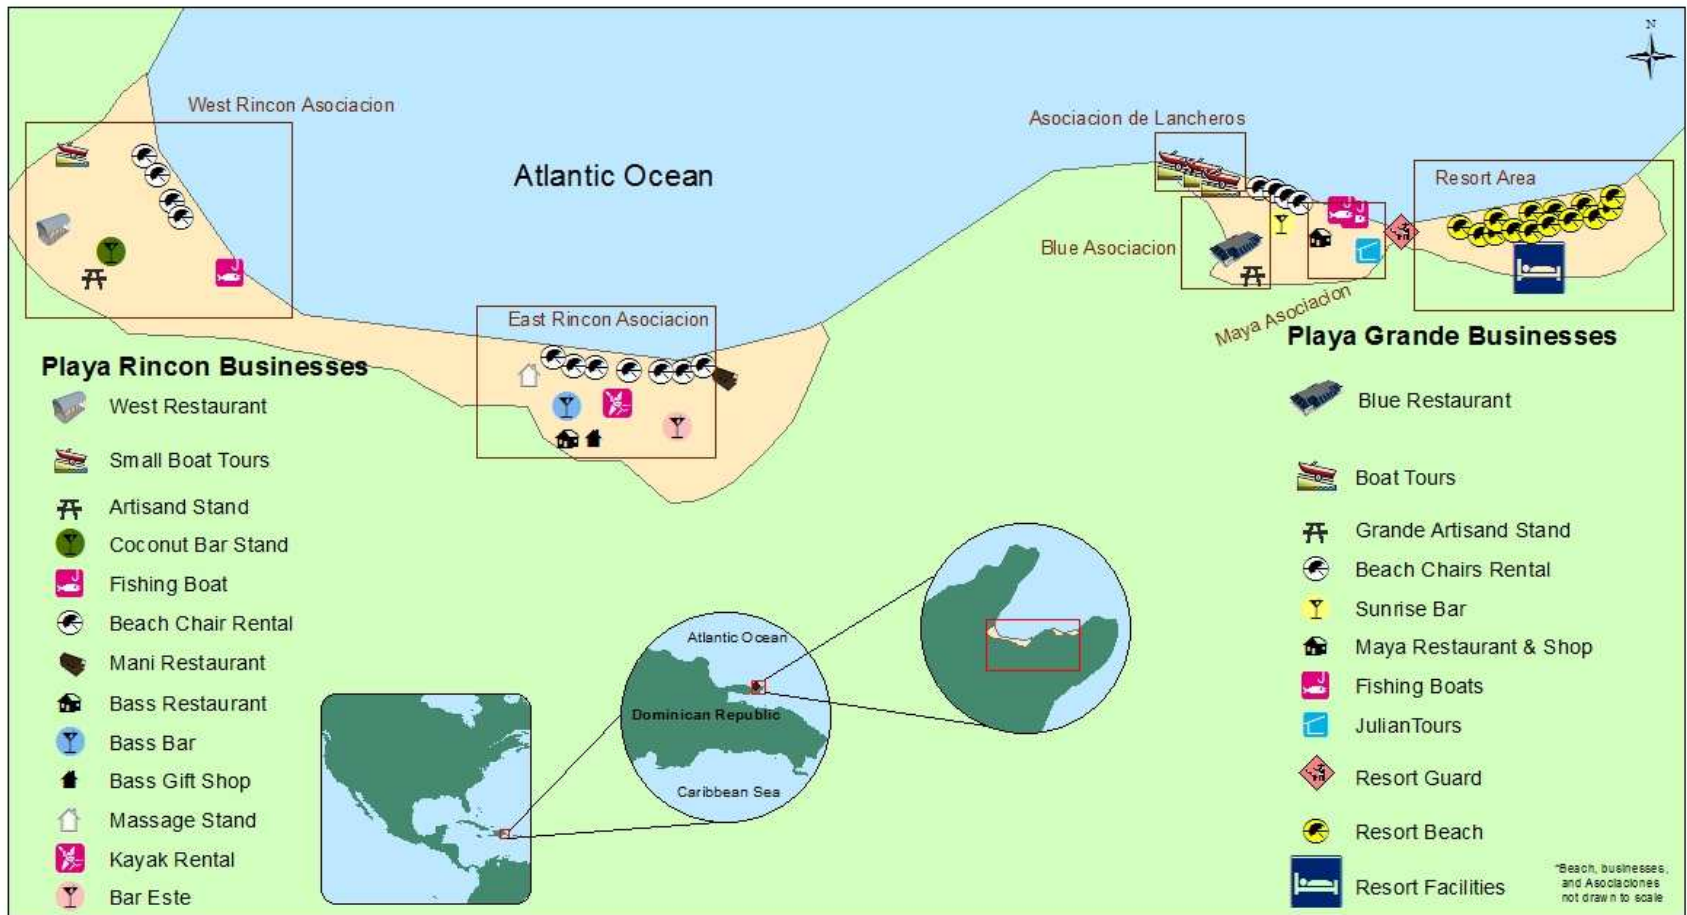 N
West Rincon Asociacion
Asociacion de Lancheros
Atlantic Ocean
Resort Area
Blue Asociacion
Maya Asociacion
East Rincon Asociacion
Playa Rincon Businesses
West Restaurant
Small Boat Tours
Artisand Stand
Coconut Bar Stand
Fishing Boat
Beach Chair Rental
Mani Restaurant
Bass Restaurant
Bass Bar
Bass Gift Shop
Massage Stand
Kayak Rental
Bar Este
Atlantic Ocean
Dominican Republic
Caribbean Sea
Playa Grande Businesses
Blue Restaurant
Boat Tours
Grande Artisand Stand
Beach Chairs Rental
Sunrise Bar
Maya Restaurant & Shop
Fishing Boats
JulianTours
Resort Guard
Resort Beach
Resort Facilities
*Beach, businesses,
and Asociaciones
not drawn to scale